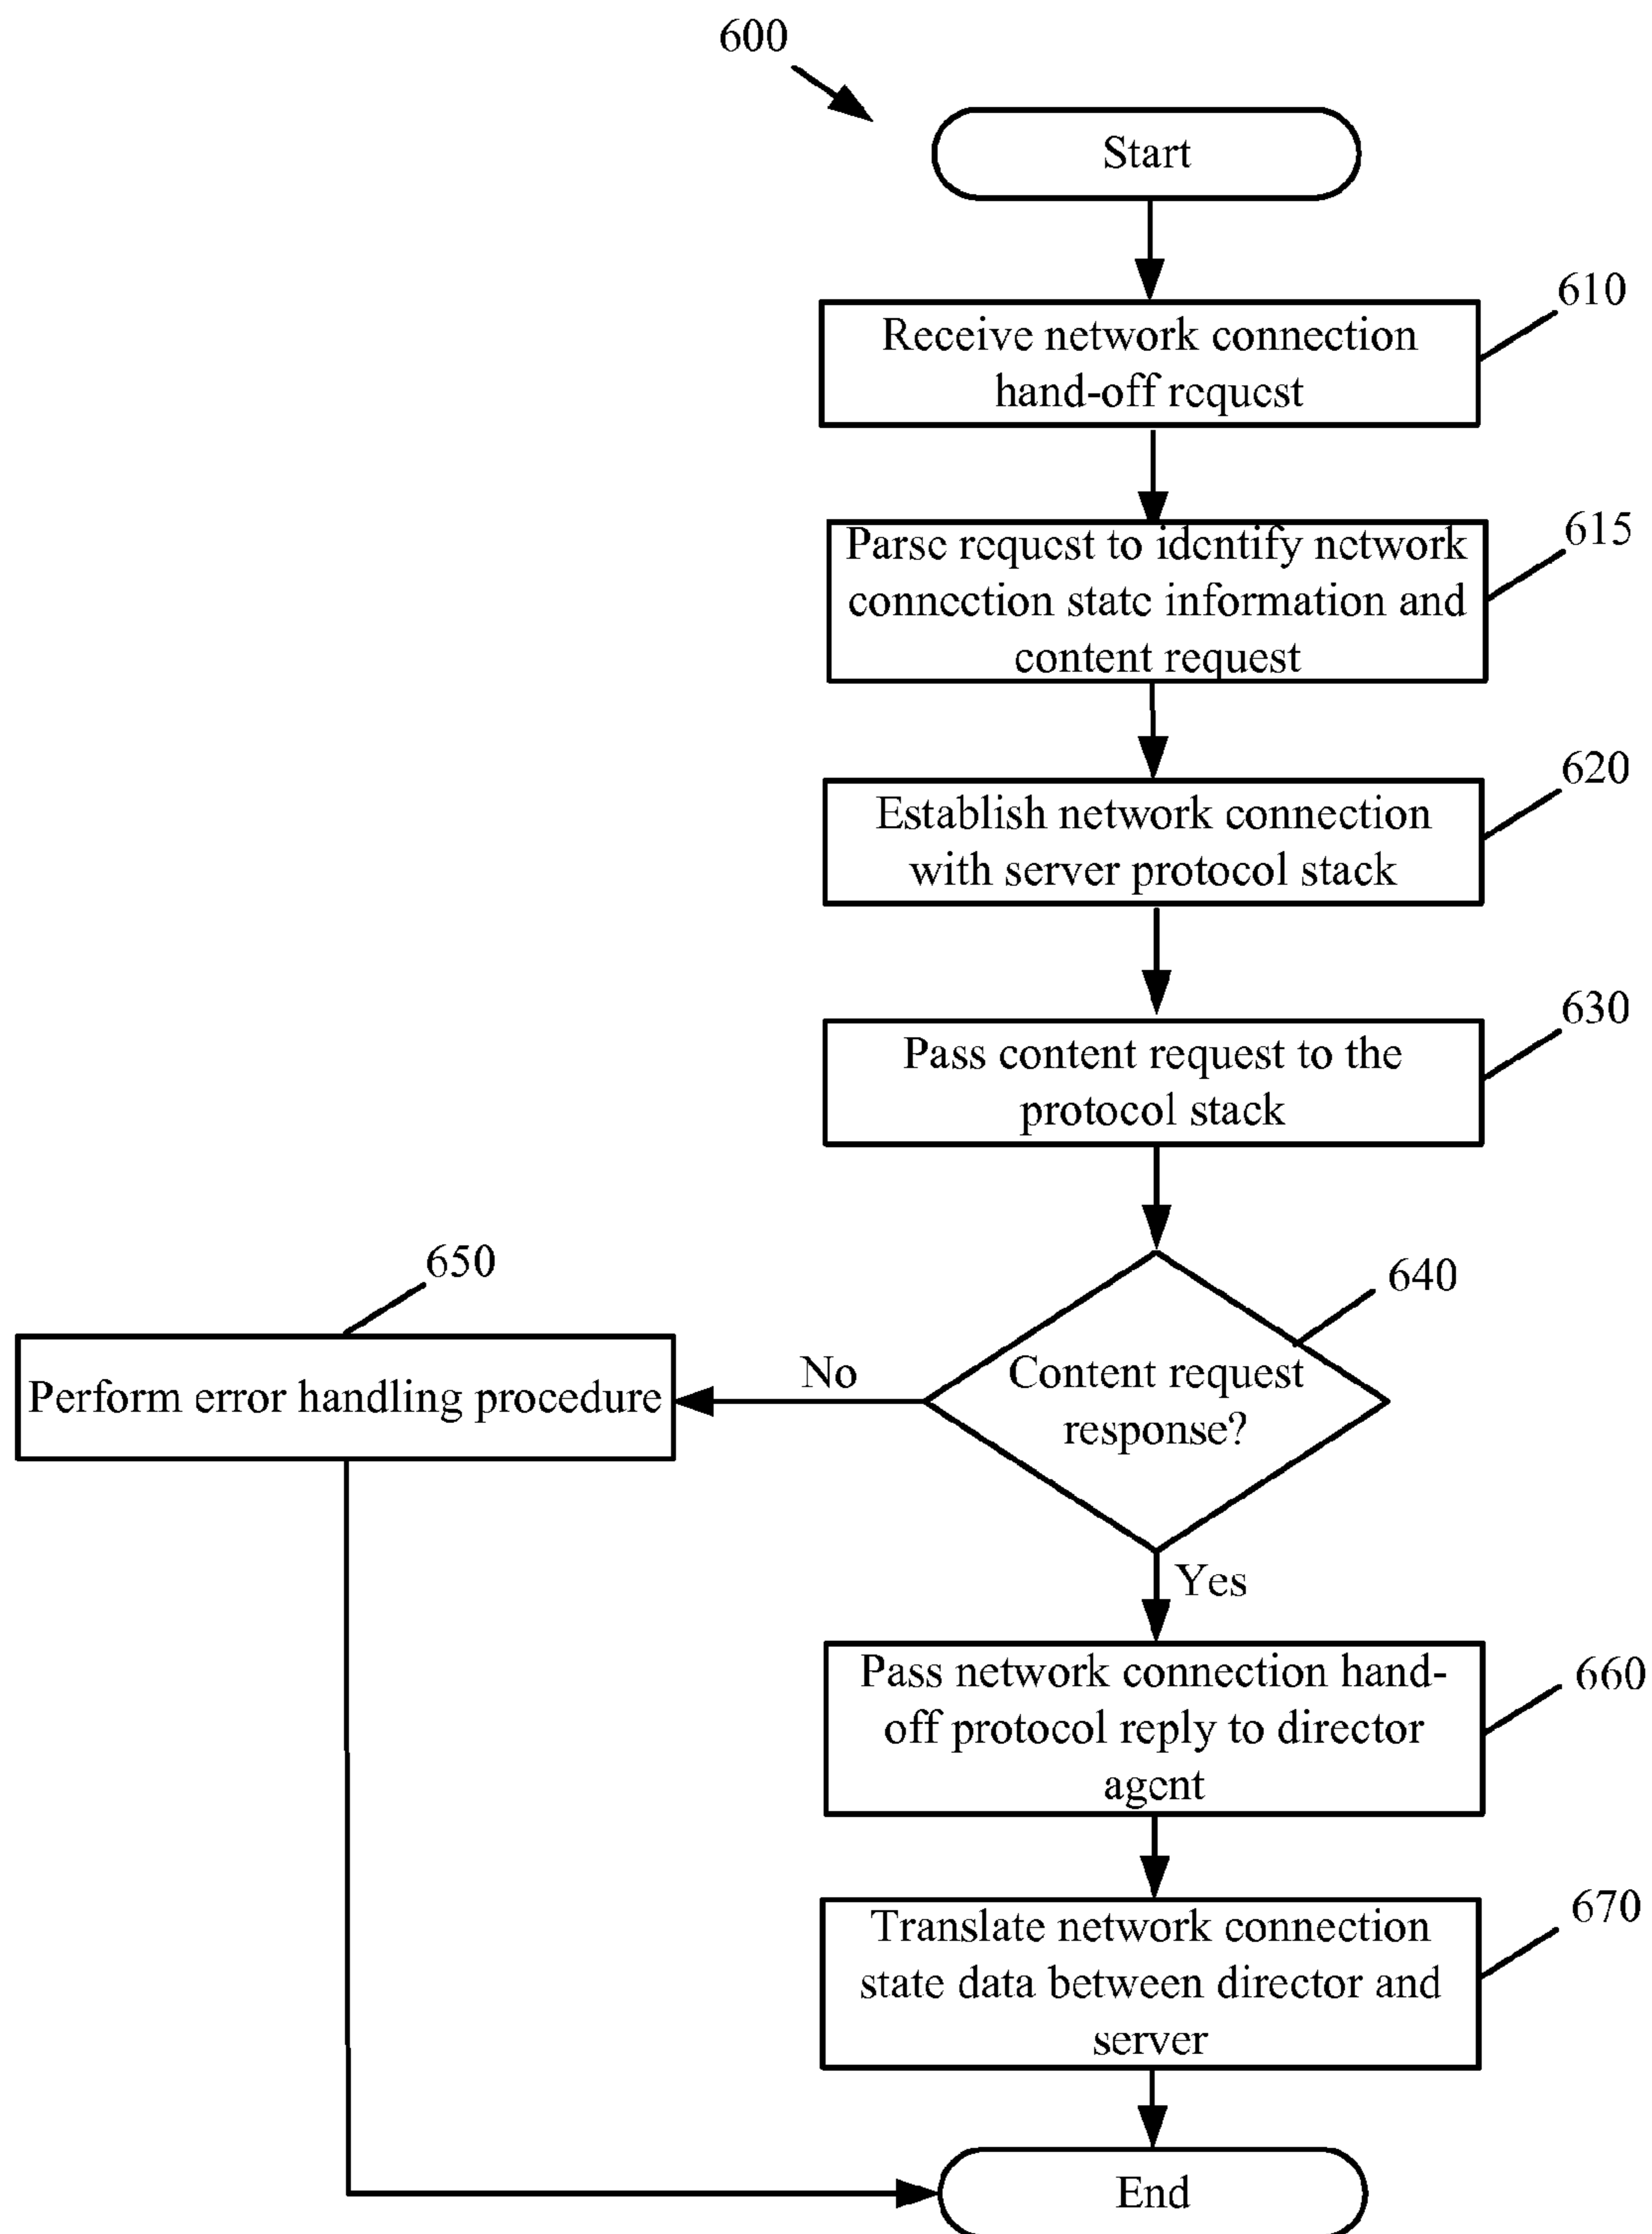 600
Start
610
Receive network connection
hand-off request
615
Parse request to identify network
connection state information and
content request
620
Establish network connection
with server protocol stack
630
Pass content request to the
protocol stack
640
Content request
response?
No
650
Perform error handling procedure
Yes
660
Pass network connection hand-
off protocol reply to director
agent
670
Translate network connection
state data between director and
server
End